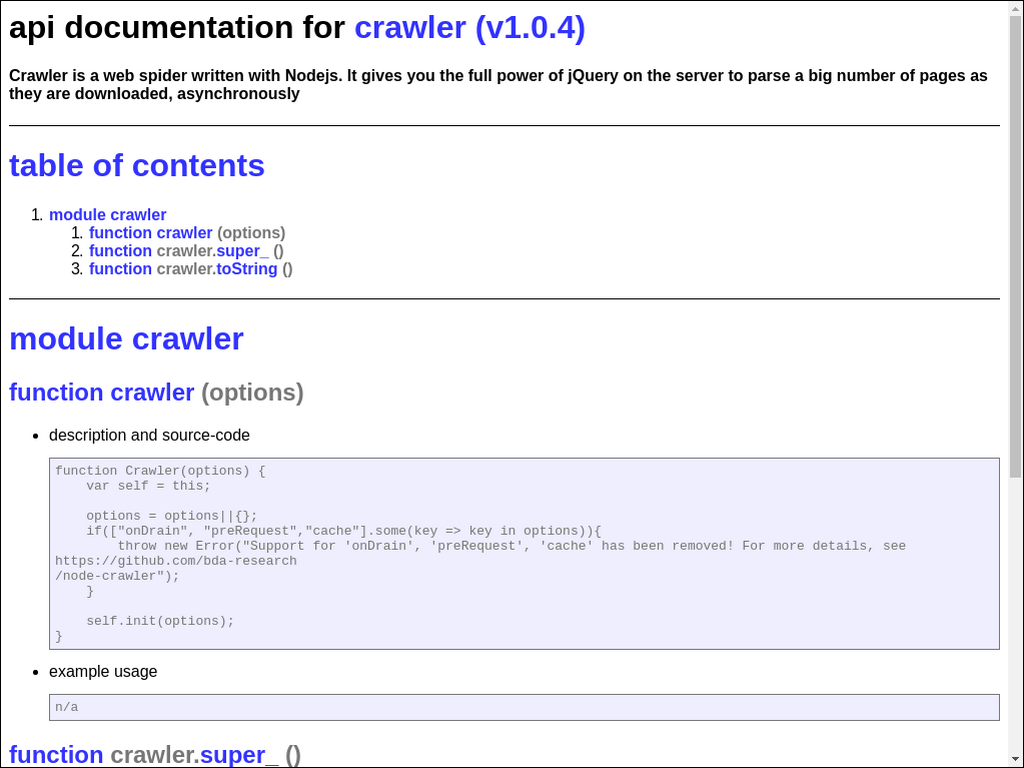 api documentation for crawler (v1.0.4)
Crawler is a web spider written with Nodejs. It gives you the full power of jQuery on the server to parse a big number of pages as
they are downloaded, asynchronously
table of contents
1. module crawler
1. function crawler (options)
2. function crawler.super_ ()
3. function crawler.toString ()
module crawler
function crawler (options)
• description and source-code
function Crawler(options) {
    var self = this;
    options = options||{};
    if(["onDrain", "preRequest","cache"].some(key => key in options)){
        throw new Error("Support for 'onDrain', 'preRequest', 'cache' has been removed! For more details, see
https://github.com/bda-research
/node-crawler");
    }
    self.init(options);
}
• example usage
n/a
function crawler.super_ ()